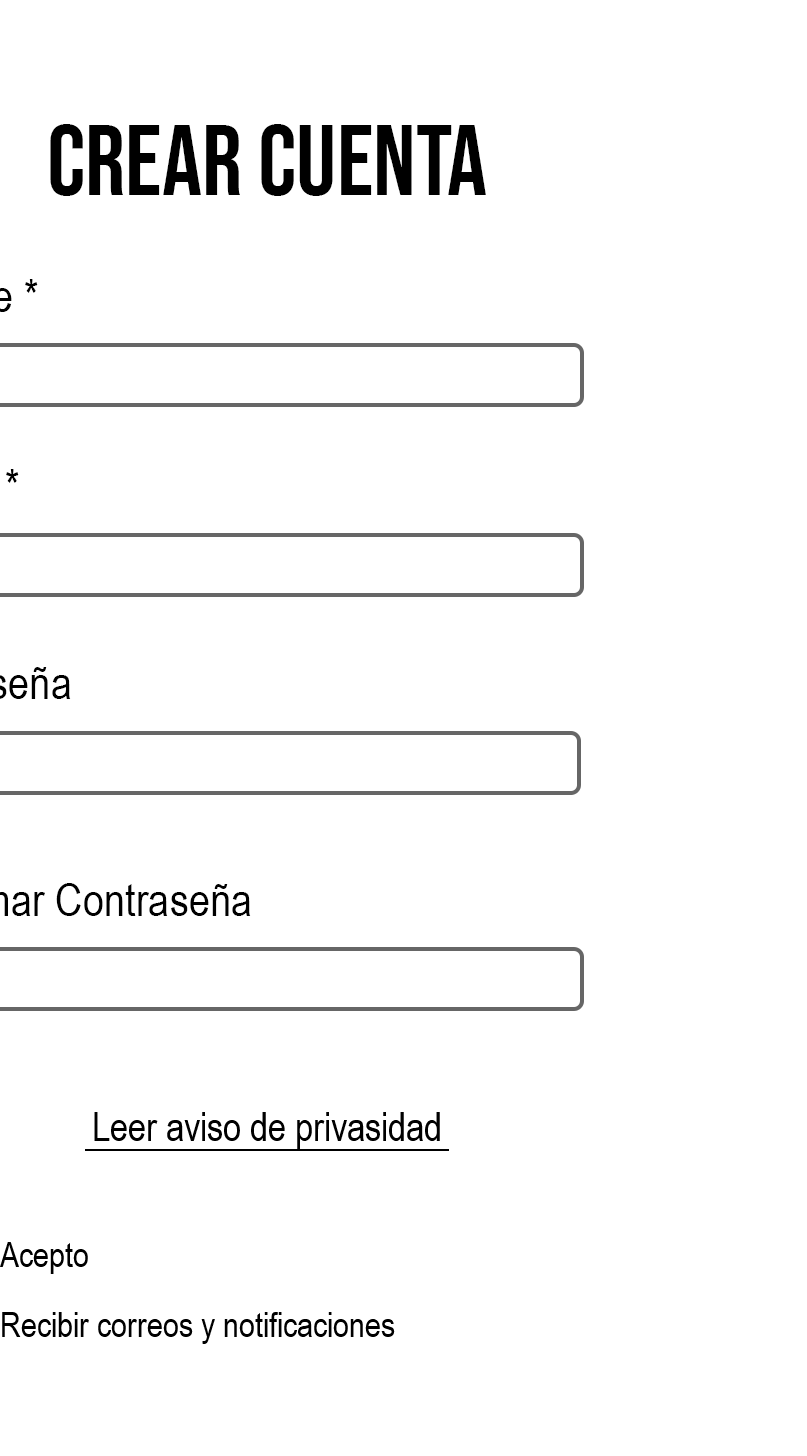 CREAR CUENTA
e *
*
seña
nar Contraseña
Leer aviso de privasidad
Acepto
Recibir correos y notificaciones